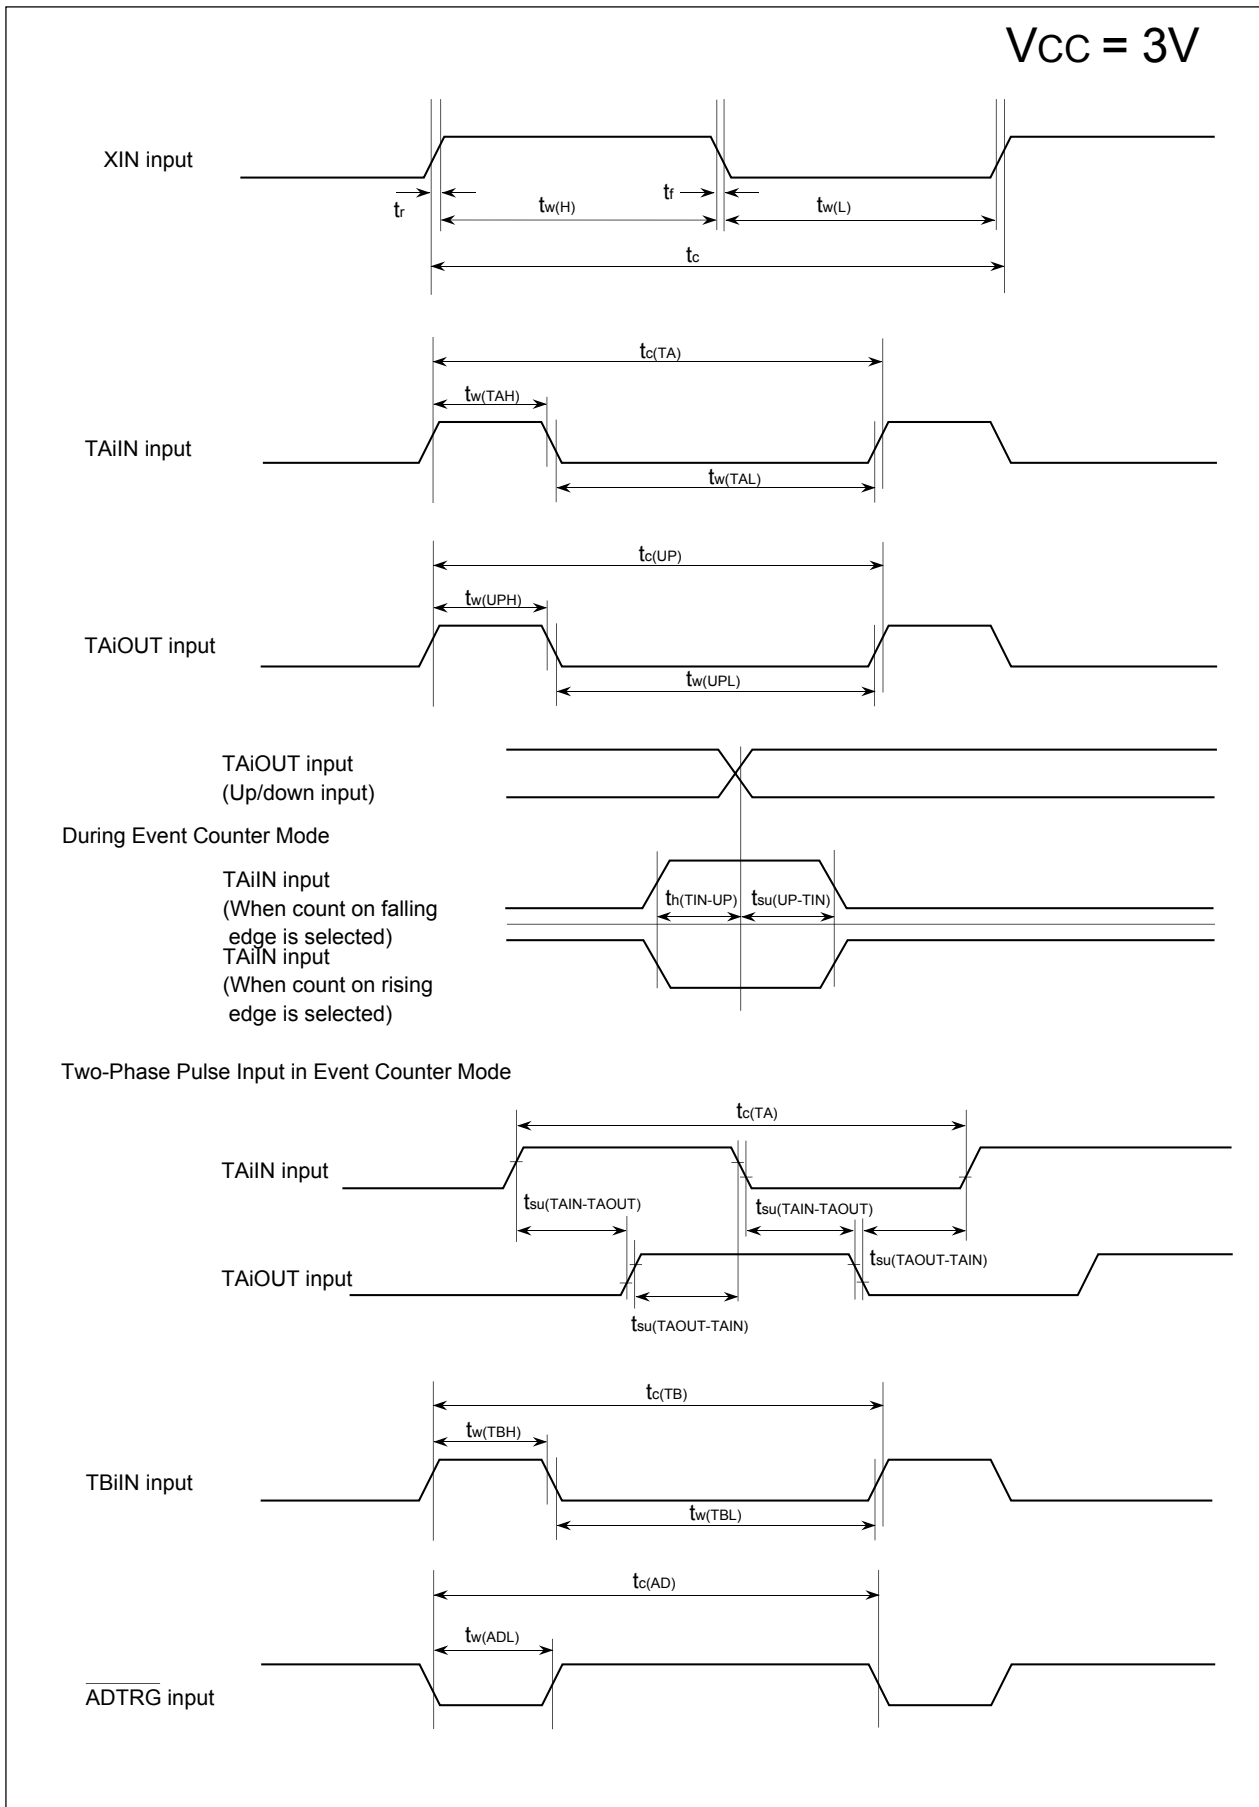 VCC = 3V
XIN input
tr
tw(H)
tf
tw(L)
tc
tc(TA)
tw(TAH)
TAiIN input
tw(TAL)
tc(UP)
tw(UPH)
TAiOUT input
tw(UPL)
TAiOUT input
(Up/down input)
During Event Counter Mode
TAiIN input
(When count on falling
edge is selected)
th(TIN-UP)
tsu(UP-TIN)
TAiIN input
(When count on rising
edge is selected)
Two-Phase Pulse Input in Event Counter Mode
tc(TA)
TAiIN input
tsu(TAIN-TAOUT)
tsu(TAIN-TAOUT)
tsu(TAOUT-TAIN)
TAiOUT input
tsu(TAOUT-TAIN)
tc(TB)
tw(TBH)
TBiIN input
tw(TBL)
tc(AD)
tw(ADL)
ADTRG input